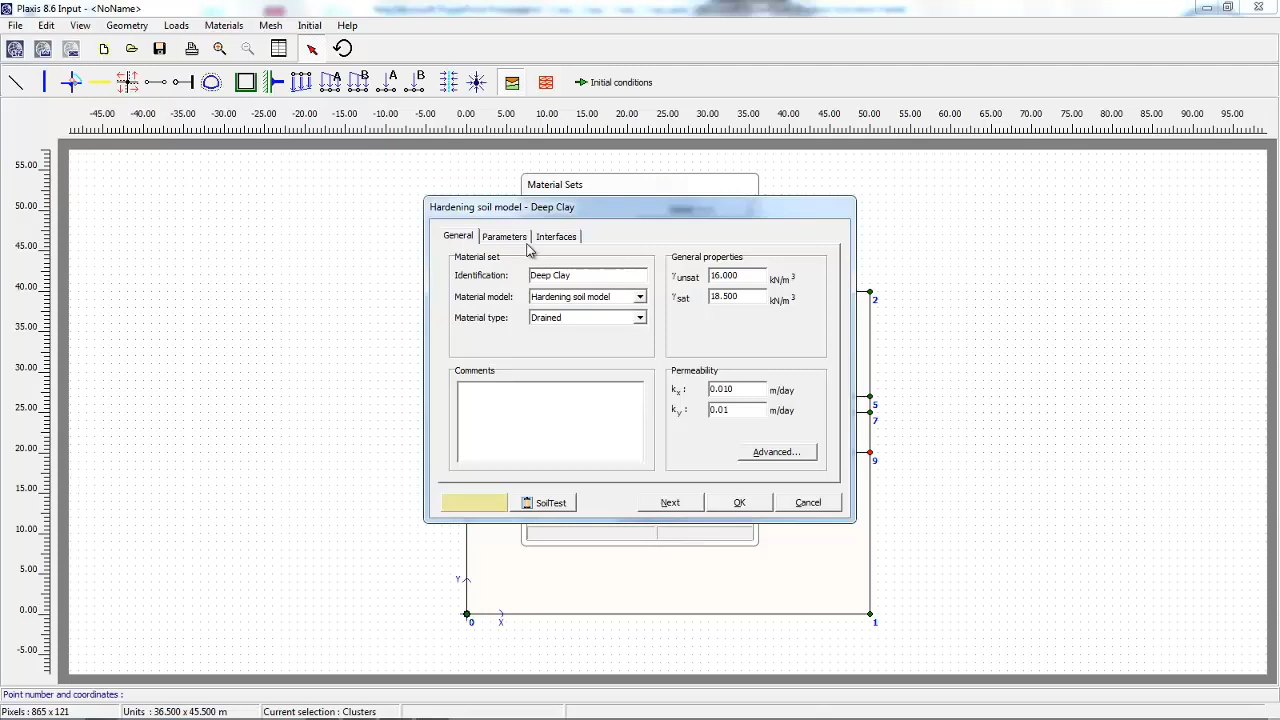 Plaxis 8.6 Input - <NoName>
File Edit View Geometry Loads Materials Mesh Initial Help
A B A B Initial conditions
-45.00 -40.00 -35.00 -30.00 -25.00 -20.00 -15.00 -10.00 -5.00 0.00 5.00 10.00 15.00 20.00 25.00 30.00 35.00 40.00 45.00 50.00 55.00 60.00 65.00 70.00 75.00 80.00 85.00 90.00 95.00
55.00
50.00
45.00
40.00
35.00
30.00
25.00
20.00
15.00
10.00
5.00
0.00
-5.00
Material Sets
Hardening soil model - Deep Clay
General Parameters Interfaces
Material set
Identification: Deep Clay
Material model: Hardening soil model
Material type: Drained
General properties
γunsat 16.000 kN/m3
γsat 18.500 kN/m3
Comments
Permeability
kx : 0.010 m/day
ky : 0.01 m/day
Advanced...
SoilTest Next OK Cancel
2
5
7
9
Y
0 X 1
Point number and coordinates :
Pixels : 865 x 121 Units : 36.500 x 45.500 m Current selection : Clusters